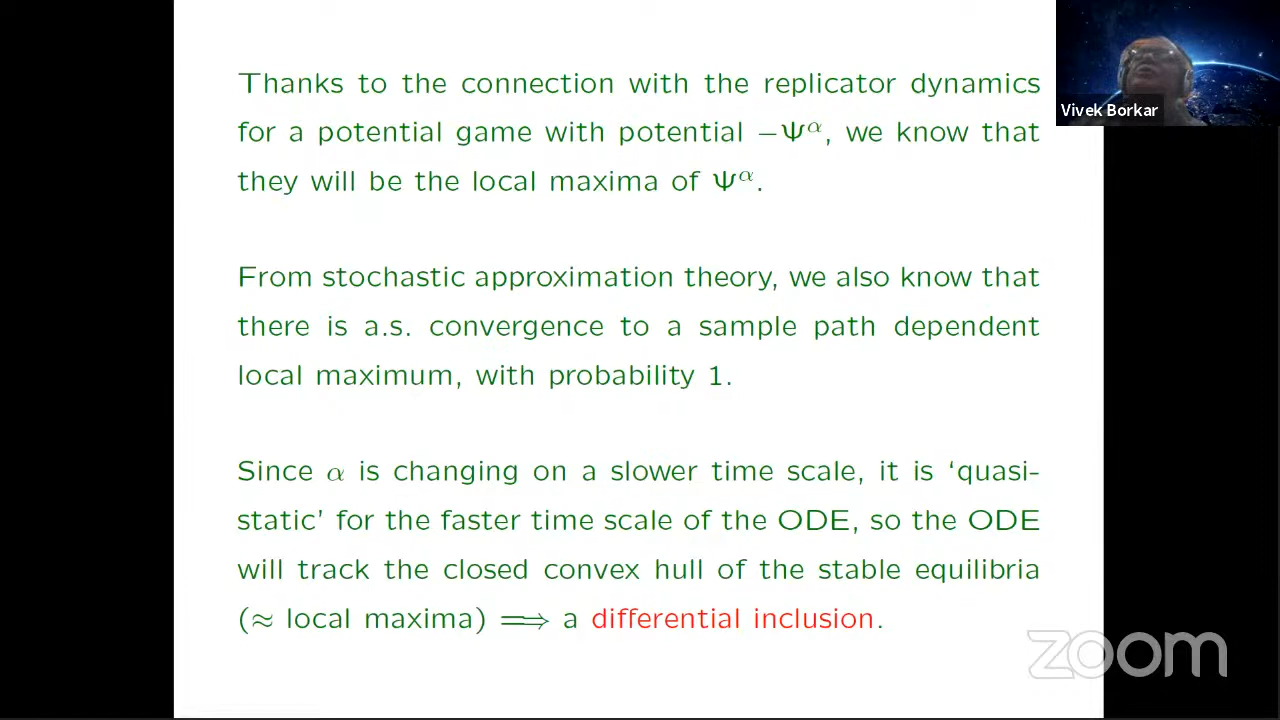 Thanks to the connection with the replicator dynamics
for a potential game with potential −Ψ^α, we know that
they will be the local maxima of Ψ^α.
From stochastic approximation theory, we also know that
there is a.s. convergence to a sample path dependent
local maximum, with probability 1.
Since α is changing on a slower time scale, it is ‘quasi-
static’ for the faster time scale of the ODE, so the ODE
will track the closed convex hull of the stable equilibria
(≈ local maxima) ⟹ a differential inclusion.
Vivek Borkar
zoom